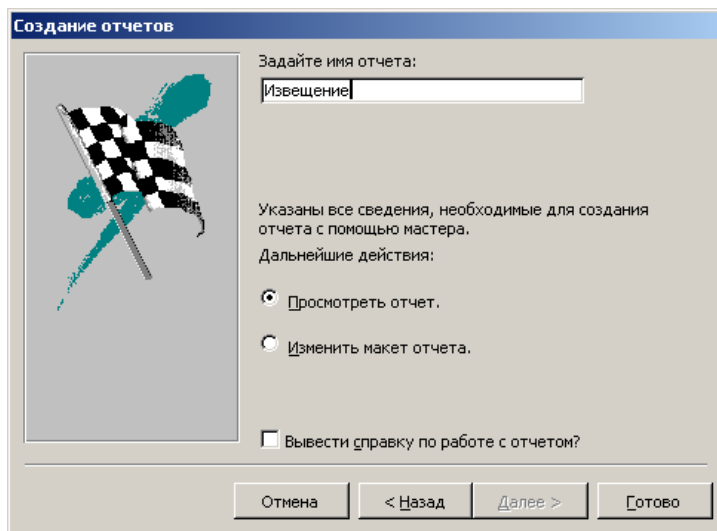 Создание отчетов
Задайте имя отчета:
Извещение
Указаны все сведения, необходимые для создания
отчета с помощью мастера.
Дальнейшие действия:
Просмотреть отчет.
Изменить макет отчета.
Вывести справку по работе с отчетом?
Отмена
< Назад
Далее >
Готово